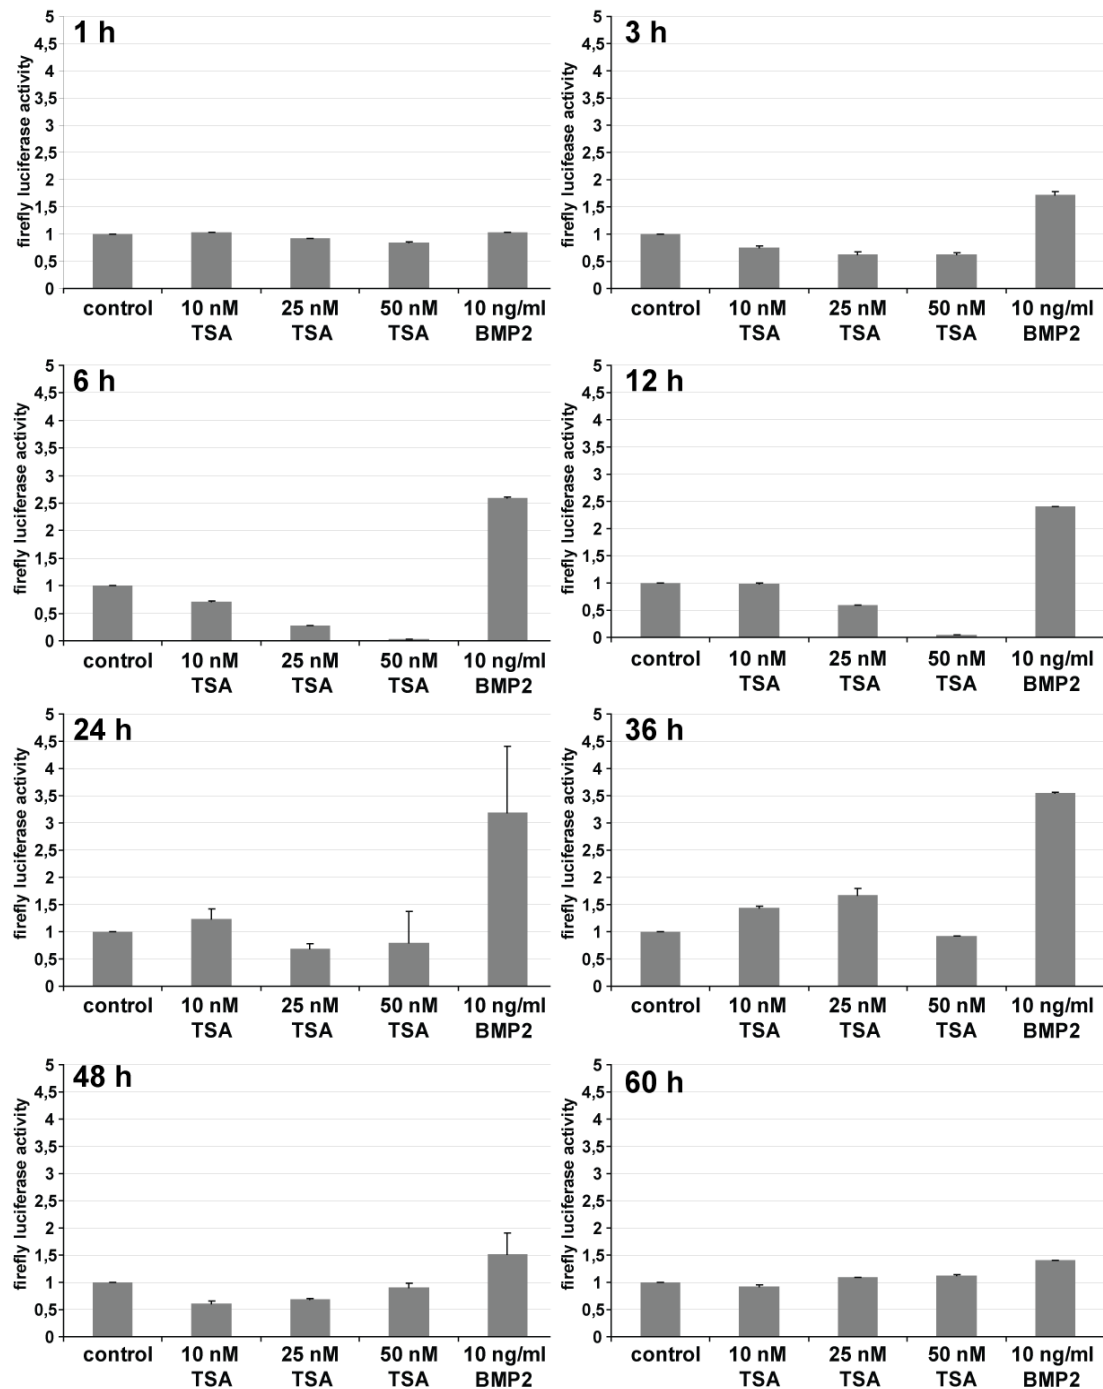 1 h
firefly luciferase activity
5
4,5
4
3,5
3
2,5
2
1,5
1
0,5
0
control 10 nM 25 nM 50 nM 10 ng/ml
TSA TSA TSA BMP2
3 h
firefly lucifease activity
5
4,5
4
3,5
3
2,5
2
1,5
1
0,5
0
control 10 nM 25 nM 50 nM 10 ng/ml
TSA TSA TSA BMP2
6 h
firefly luciferase activity
5
4,5
4
3,5
3
2,5
2
1,5
1
0,5
0
control 10 nM 25 nM 50 nM 10 ng/ml
TSA TSA TSA BMP2
12 h
firefly luciferase activity
5
4,5
4
3,5
3
2,5
2
1,5
1
0,5
0
control 10 nM 25 nM 50 nM 10 ng/ml
TSA TSA TSA BMP2
24 h
firefly luciferase activity
5
4,5
4
3,5
3
2,5
2
1,5
1
0,5
0
control 10 nM 25 nM 50 nM 10 ng/ml
TSA TSA TSA BMP2
36 h
firefly luciferase activity
5
4,5
4
3,5
3
2,5
2
1,5
1
0,5
0
control 10 nM 25 nM 50 nM 10 ng/ml
TSA TSA TSA BMP2
48 h
firefly luciferase activity
5
4,5
4
3,5
3
2,5
2
1,5
1
0,5
0
control 10 nM 25 nM 50 nM 10 ng/ml
TSA TSA TSA BMP2
60 h
firefly luciferase activity
5
4,5
4
3,5
3
2,5
2
1,5
1
0,5
0
control 10 nM 25 nM 50 nM 10 ng/ml
TSA TSA TSA BMP2